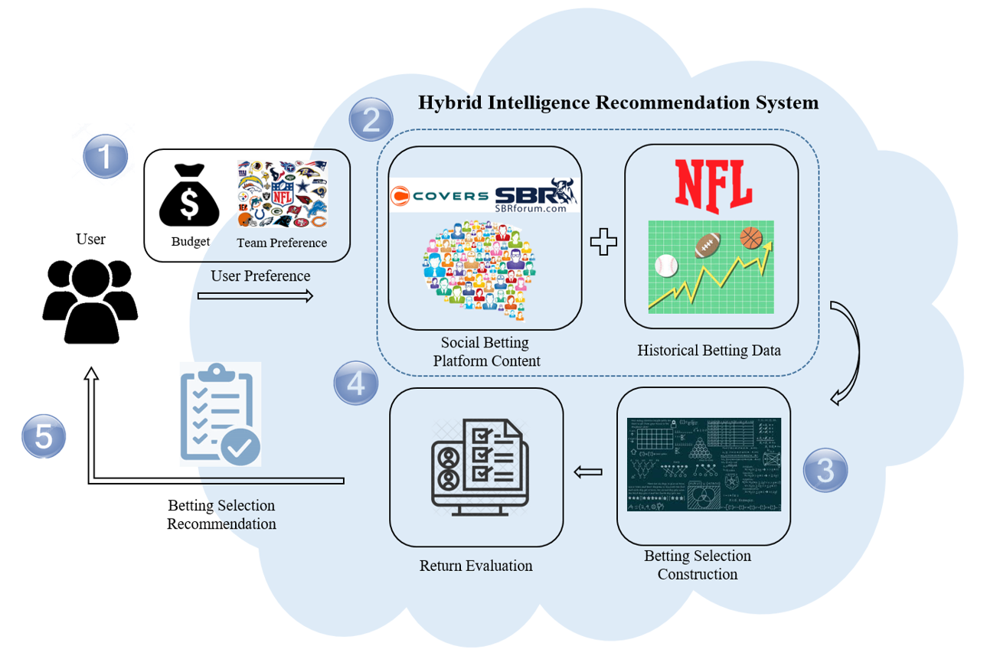 Hybrid Intelligence Recommendation System
1
2
NFL
COVERS
SBR
SBRforum.com
$
NFL
User
Budget
Team Preference
User Preference
Social Betting
Platform Content
Historical Betting Data
4
3
5
Betting Selection
Recommendation
Return Evaluation
Betting Selection
Construction